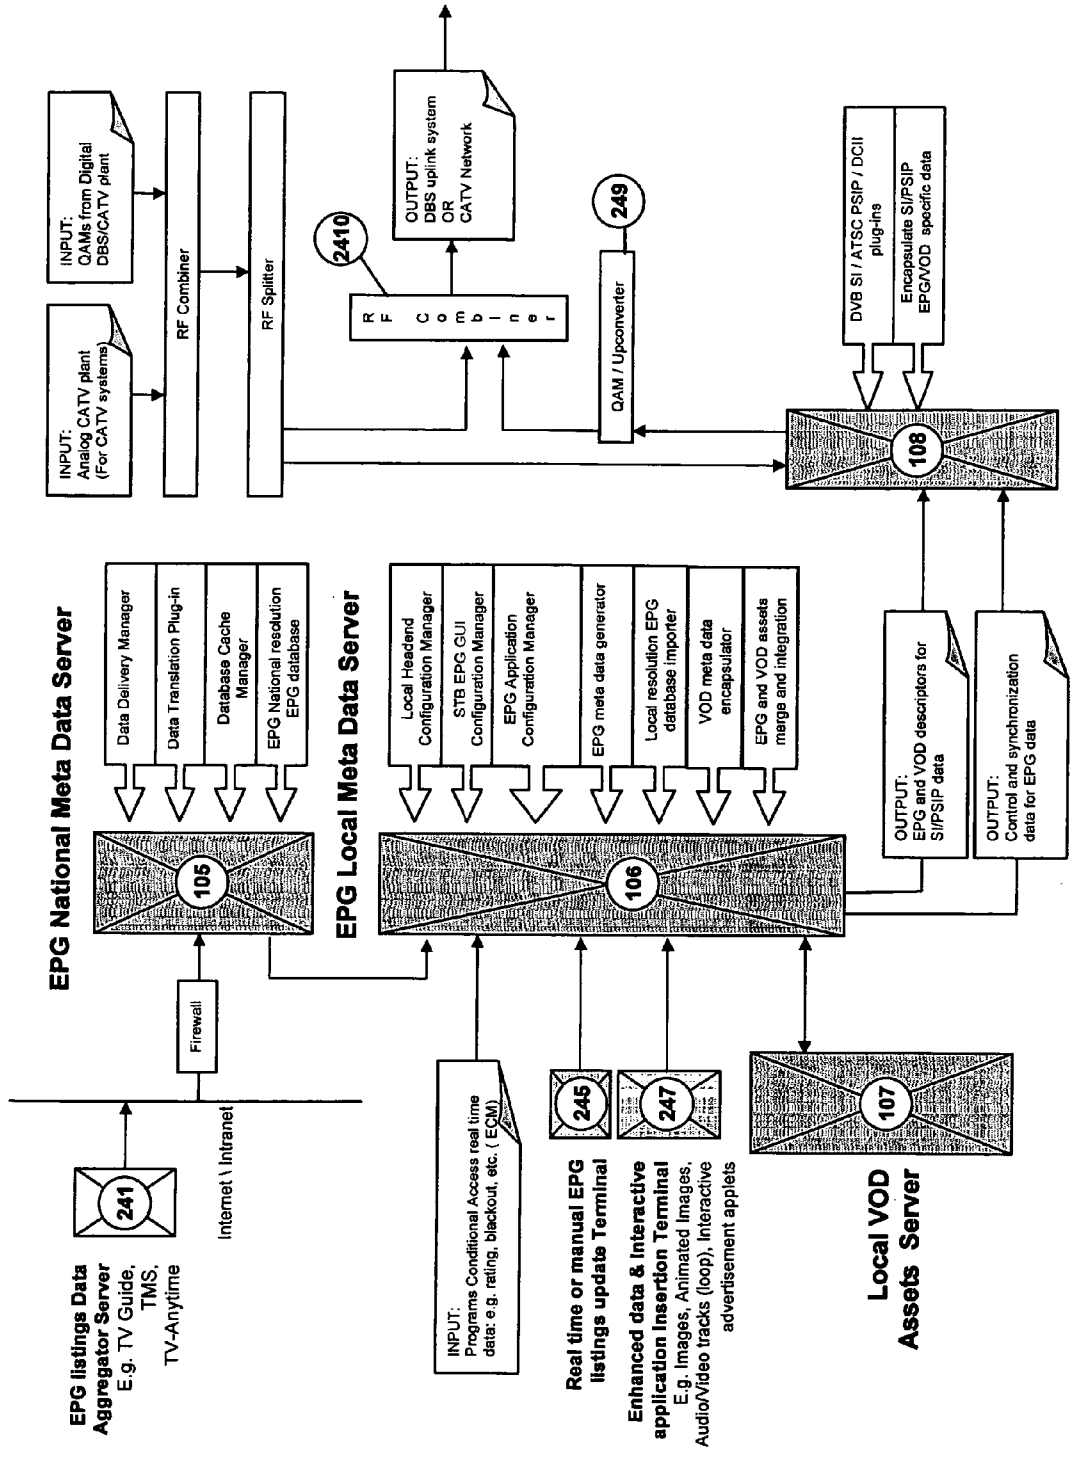 EPG listings Data
Aggregator Server
E.g. TV Guide,
TMS,
TV-Anytime
241
Internet \ Intranet
Firewall
EPG National Meta Data Server
105
Data Delivery Manager
Data Translation Plug-in
Database Cache
Manager
EPG National resolution
EPG database
EPG Local Meta Data Server
106
Local Headend
Configuration Manager
STB EPG GUI
Configuration Manager
EPG Application
Configuration Manager
EPG meta data generator
Local resolution EPG
database importer
VOD meta data
encapsulator
EPG and VOD assets
merge and integration
INPUT:
Programs Conditional Access real time
data: e.g. rating, blackout, etc. ( ECM)
Real time or manual EPG
listings update Terminal
245
Enhanced data & Interactive
application Insertion Terminal
E.g. Images, Animated Images,
Audio/Video tracks (loop), Interactive
advertisement applets
247
Local VOD
Assets Server
107
OUTPUT:
EPG and VOD descriptors for
SI/PSIP data
OUTPUT:
Control and synchronization
data for EPG data
INPUT:
Analog CATV plant
(For CATV systems)
INPUT:
QAMs from Digital
DBS/CATV plant
RF Combiner
RF Splitter
RF Combiner
2410
OUTPUT:
DBS uplink system
OR
CATV Network
QAM / Upconverter
249
108
DVB SI / ATSC PSIP / DCII
plug-ins
Encapsulate SI/PSIP
EPG/VOD specific data